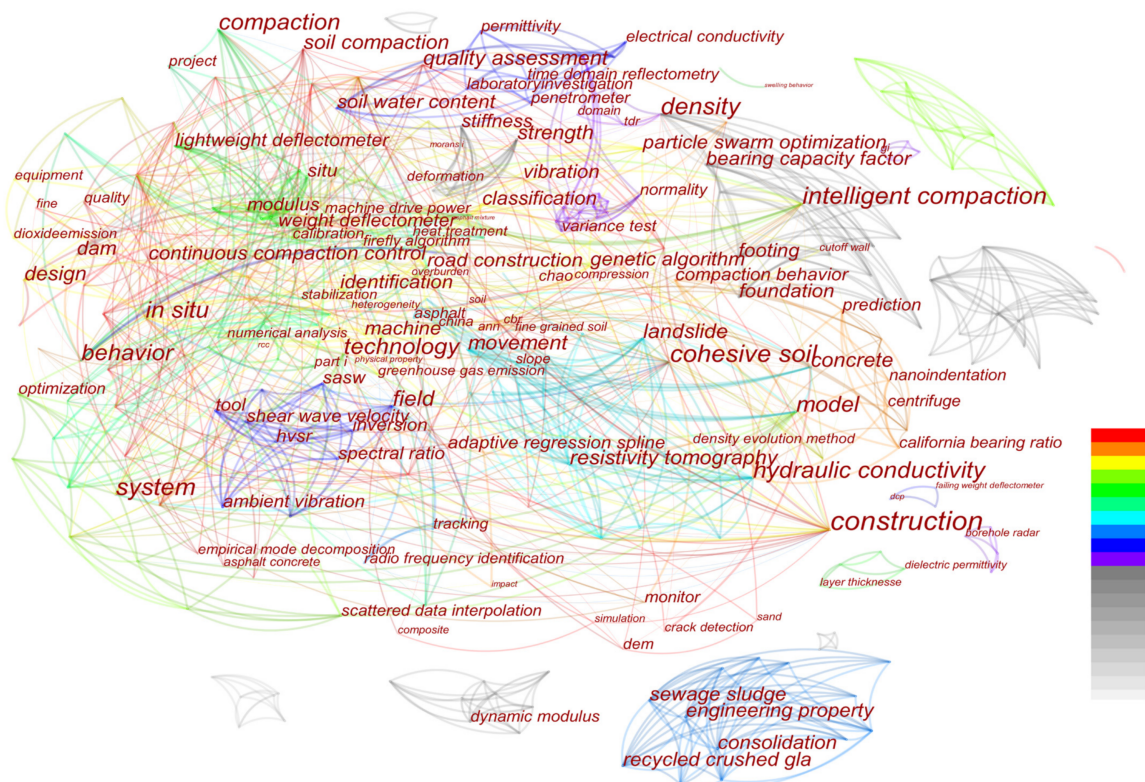 compaction
permittivity
electrical conductivity
soil compaction
project
quality assessment
time domain reflectometry
swelling behavior
laboratoryinvestigation
soil water content
penetrometer
domain
density
stiffness
tdr
strength
lightweight deflectometer
morans i
particle swarm optimization
gl
bearing capacity factor
situ
deformation
vibration
equipment
quality
normality
intelligent compaction
fine
modulus
machine drive power
classification
weight deflectometer
variance test
dioxideemission
calibration
heat treatment
dam
firefly algorithm
cutoff wall
continuous compaction control
road construction
genetic algorithm
footing
design
overburden
chao
compression
compaction behavior
identification
foundation
stabilization
soil
prediction
in situ
heterogeneity
asphalt
cbr
china
ann
fine grained soil
numerical analysis
machine
landslide
rcc
technology
movement
behavior
part i
physical property
slope
cohesive soil
concrete
greenhouse gas emission
nanoindentation
sasw
optimization
field
centrifuge
tool
model
shear wave velocity
inversion
hvsr
adaptive regression spline
density evolution method
california bearing ratio
spectral ratio
resistivity tomography
hydraulic conductivity
system
failing weight deflectometer
ambient vibration
dcp
tracking
construction
borehole radar
empirical mode decomposition
radio frequency identification
asphalt concrete
dielectric permittivity
impact
layer thicknesse
monitor
scattered data interpolation
simulation
sand
composite
crack detection
dem
sewage sludge
engineering property
dynamic modulus
consolidation
recycled crushed gla